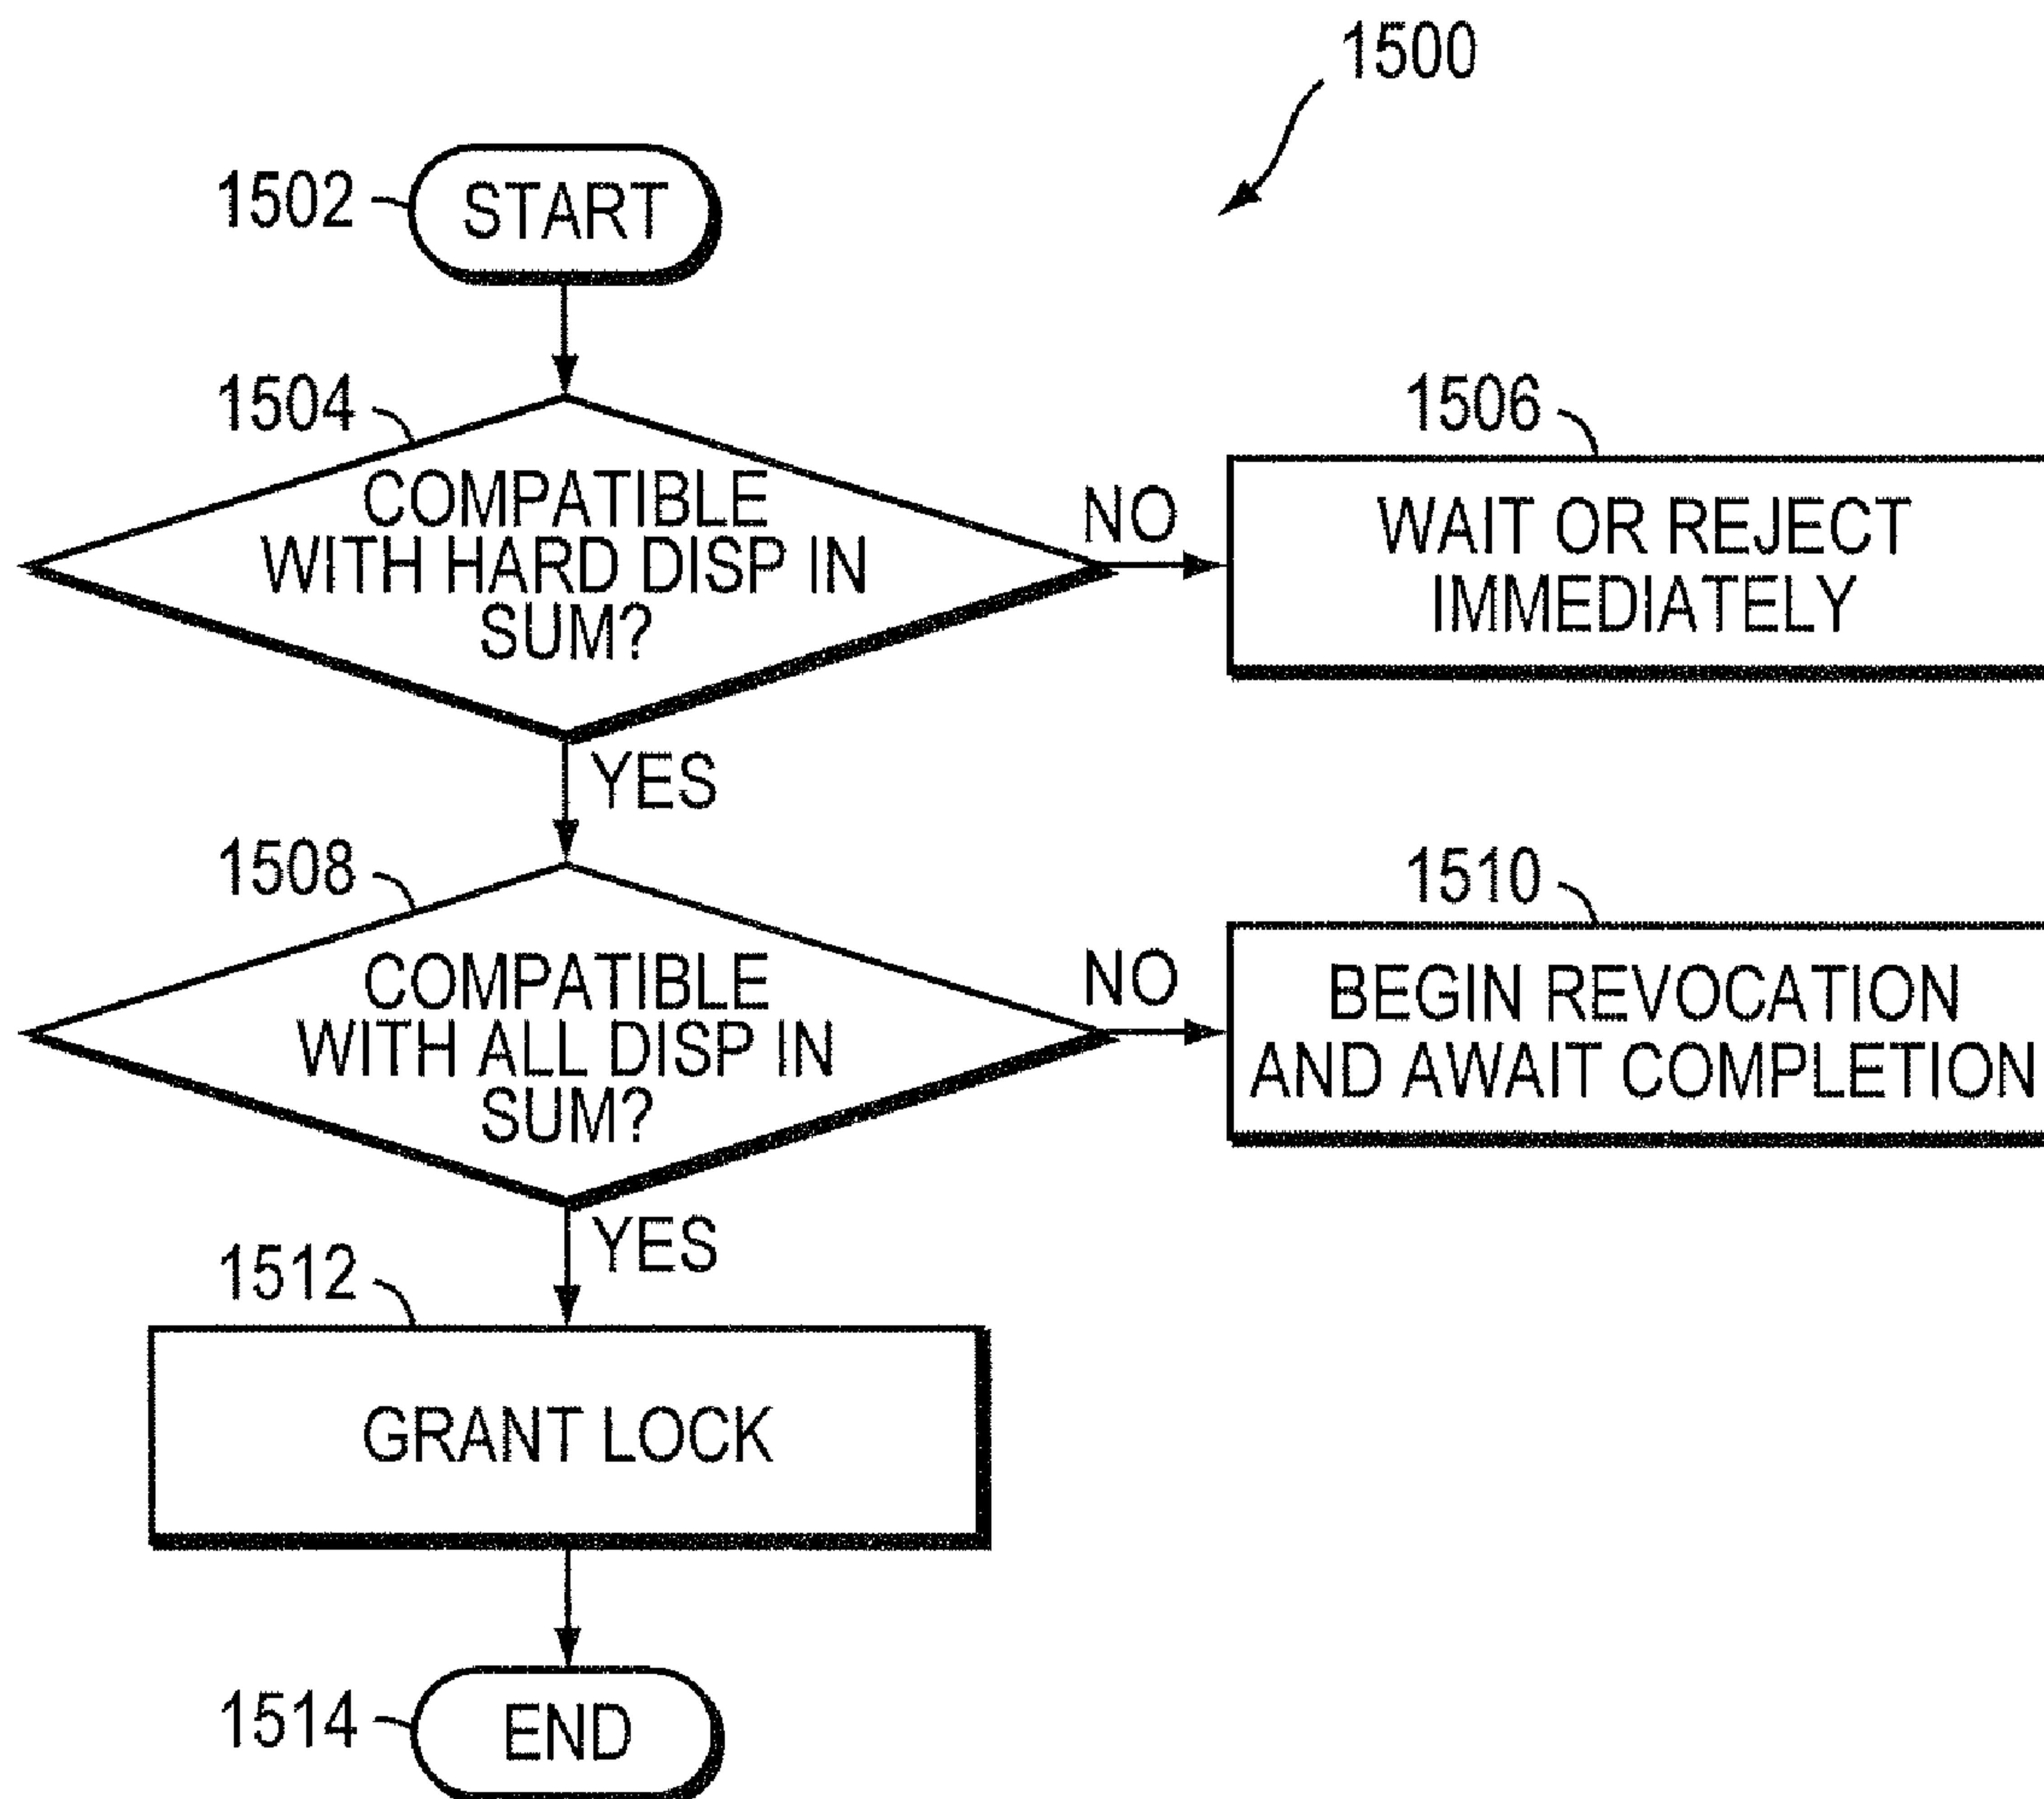 1500
1502
START
1504
COMPATIBLE
WITH HARD DISP IN
SUM?
NO
1506
WAIT OR REJECT
IMMEDIATELY
YES
1508
COMPATIBLE
WITH ALL DISP IN
SUM?
NO
1510
BEGIN REVOCATION
AND AWAIT COMPLETION
YES
1512
GRANT LOCK
1514
END